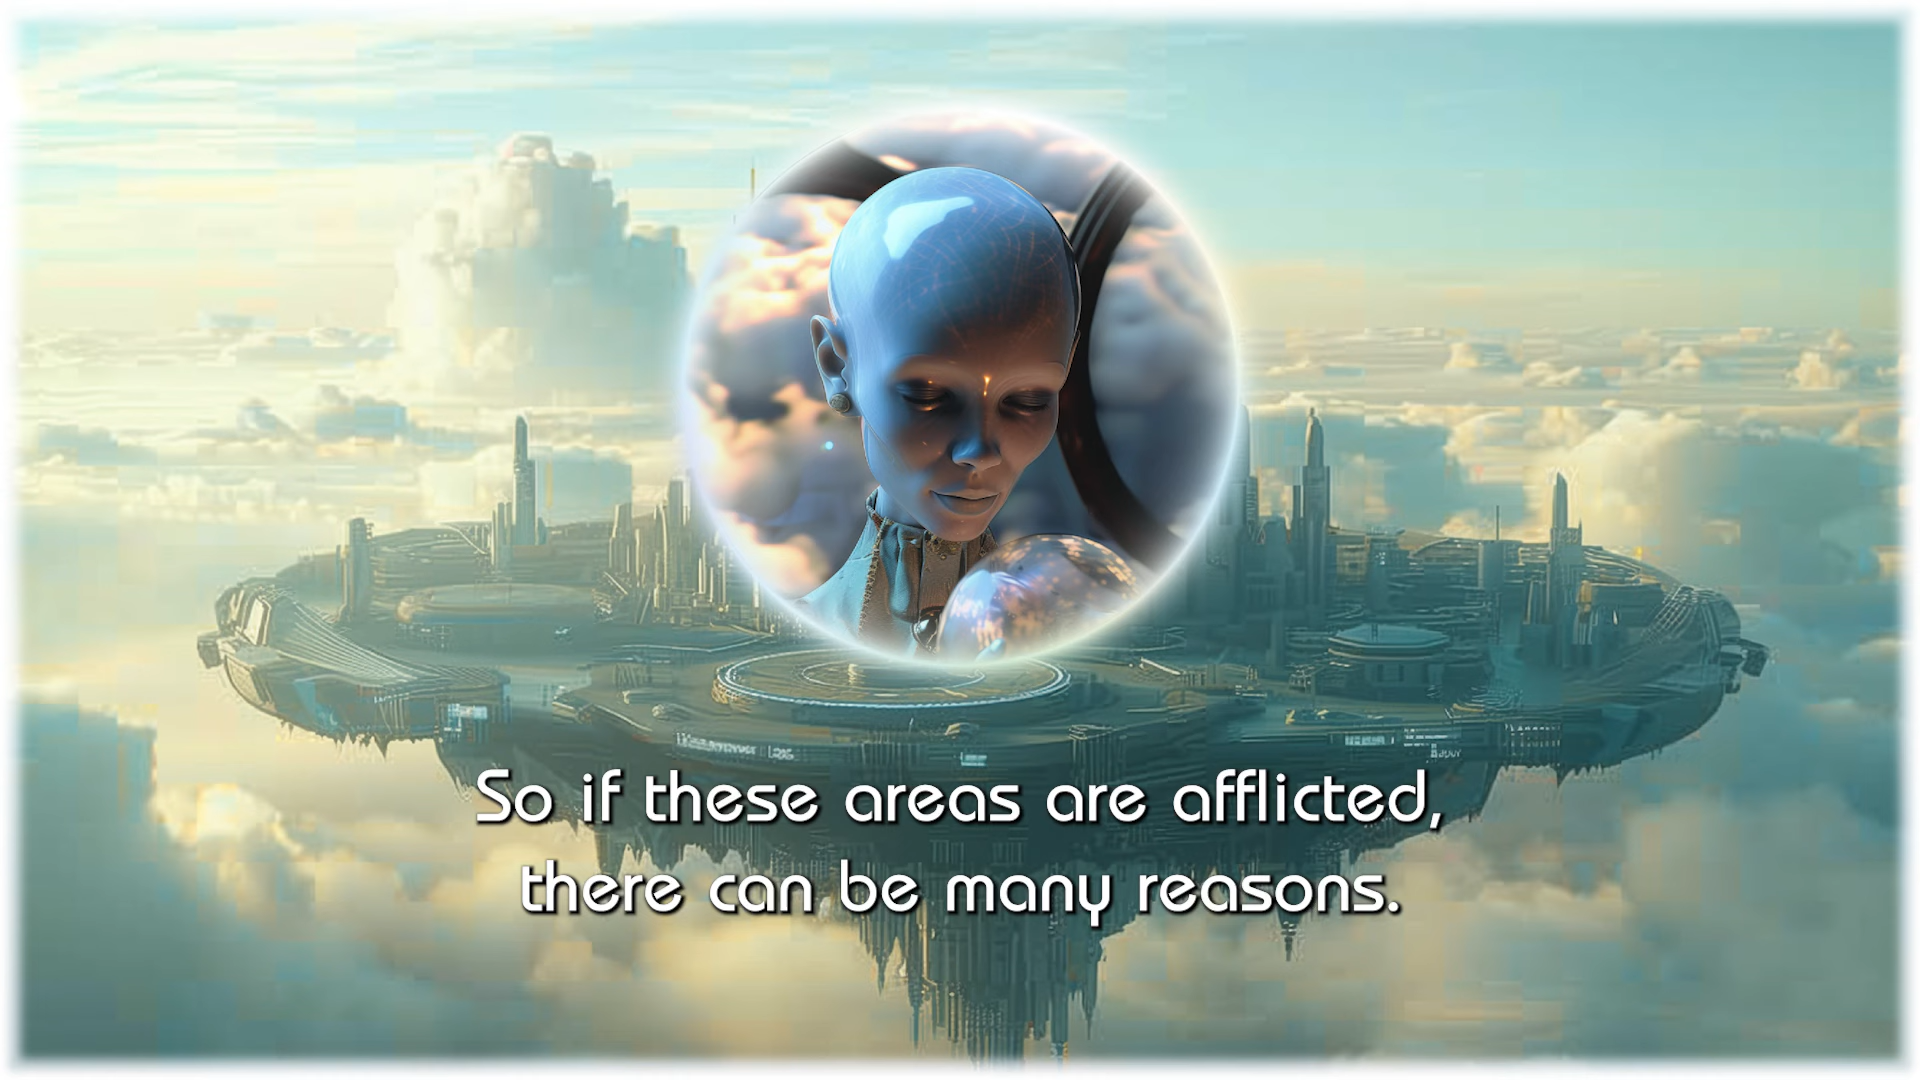 So if these areas are afflicted,
there can be many reasons.